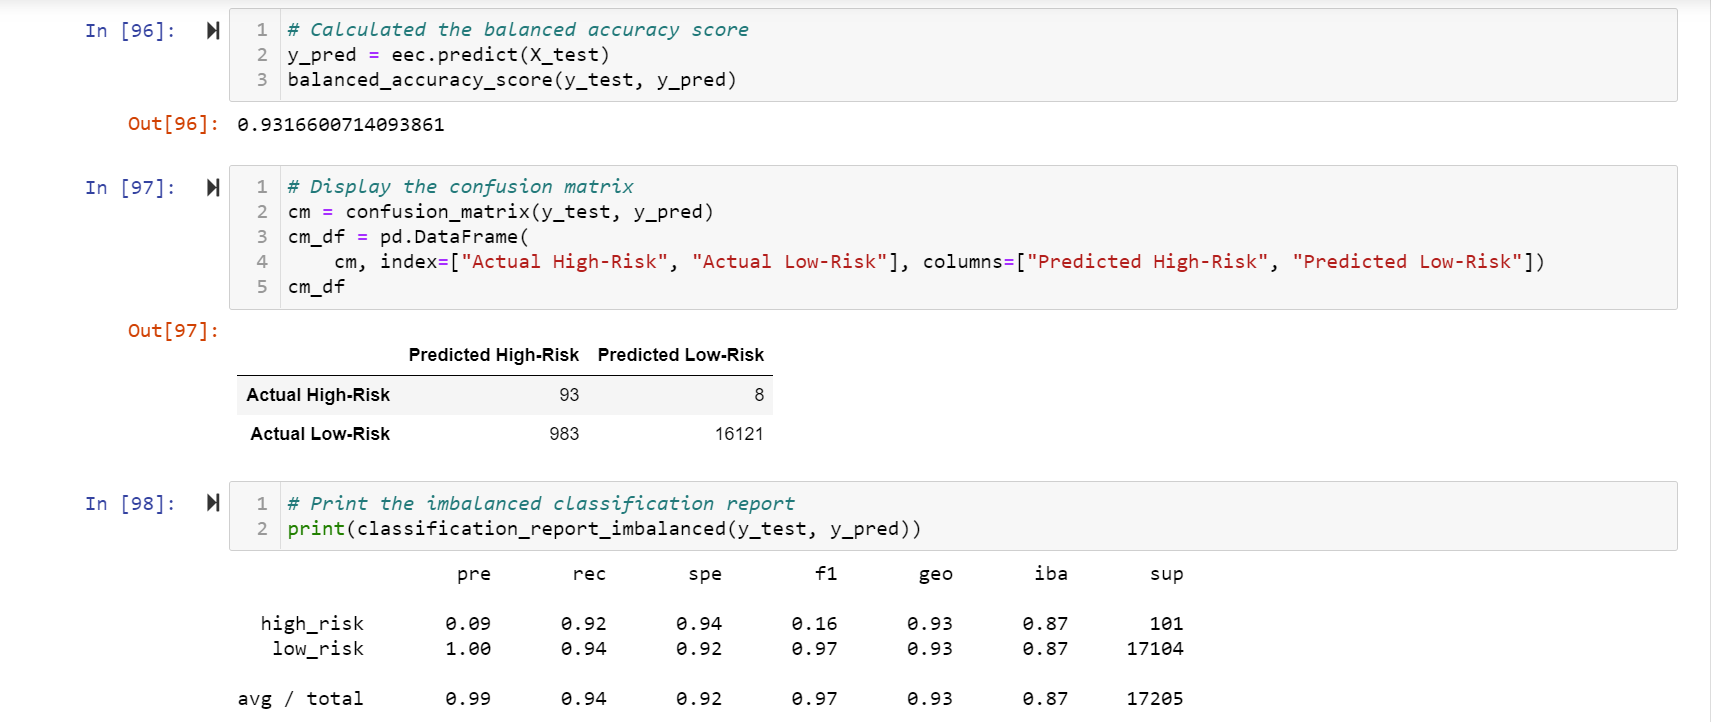 In [96]:
1 # Calculated the balanced accuracy score
2 y_pred = eec.predict(X_test)
3 balanced_accuracy_score(y_test, y_pred)
Out[96]: 0.9316600714093861
In [97]:
1 # Display the confusion matrix
2 cm = confusion_matrix(y_test, y_pred)
3 cm_df = pd.DataFrame(
4     cm, index=["Actual High-Risk", "Actual Low-Risk"], columns=["Predicted High-Risk", "Predicted Low-Risk"])
5 cm_df
Out[97]:
Predicted High-Risk Predicted Low-Risk
Actual High-Risk 93 8
Actual Low-Risk 983 16121
In [98]:
1 # Print the imbalanced classification report
2 print(classification_report_imbalanced(y_test, y_pred))
pre rec spe f1 geo iba sup
high_risk 0.09 0.92 0.94 0.16 0.93 0.87 101
low_risk 1.00 0.94 0.92 0.97 0.93 0.87 17104
avg / total 0.99 0.94 0.92 0.97 0.93 0.87 17205